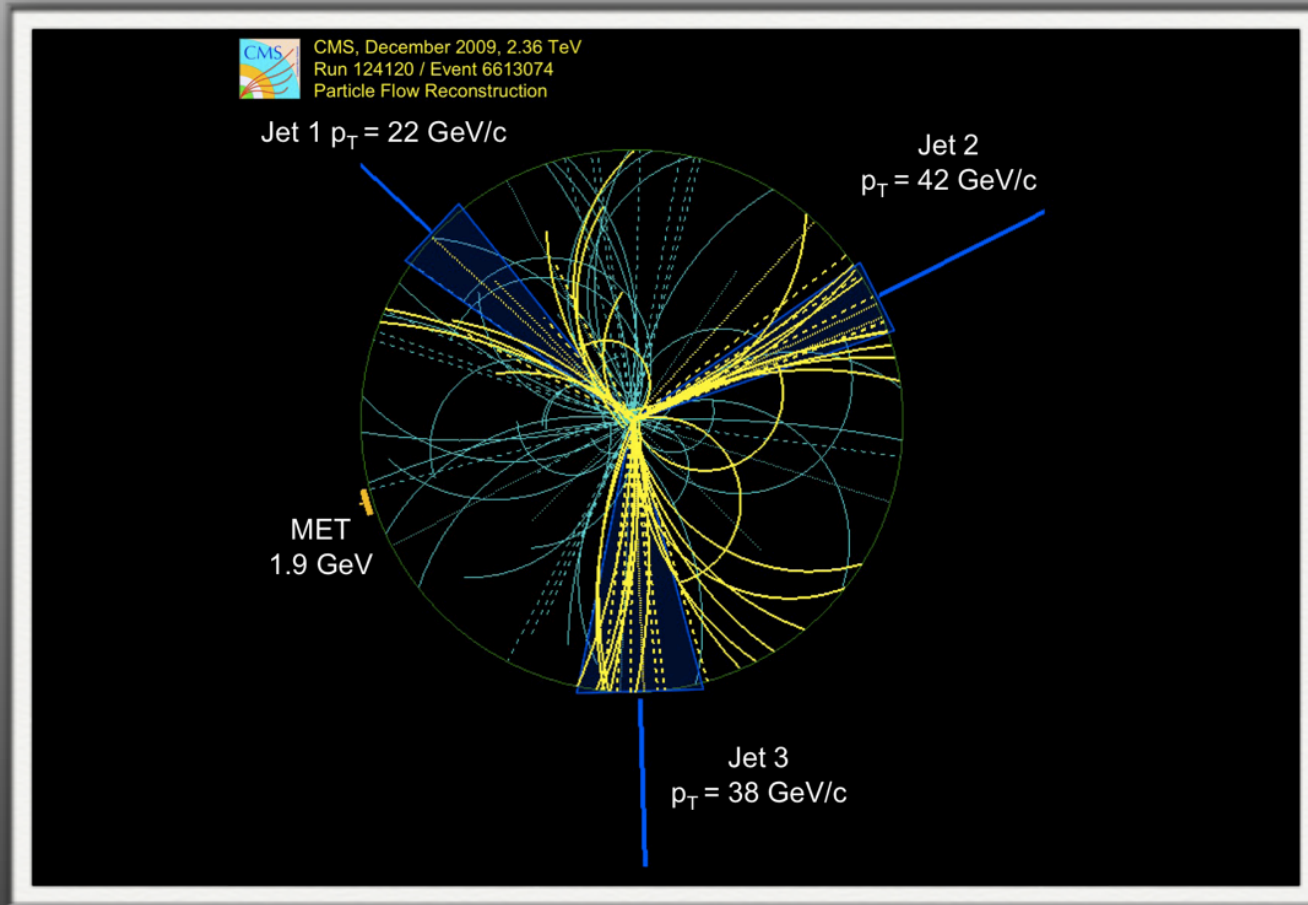 CMS
CMS, December 2009, 2.36 TeV
Run 124120 / Event 6613074
Particle Flow Reconstruction
Jet 1 pT = 22 GeV/c
Jet 2
pT = 42 GeV/c
MET
1.9 GeV
Jet 3
pT = 38 GeV/c